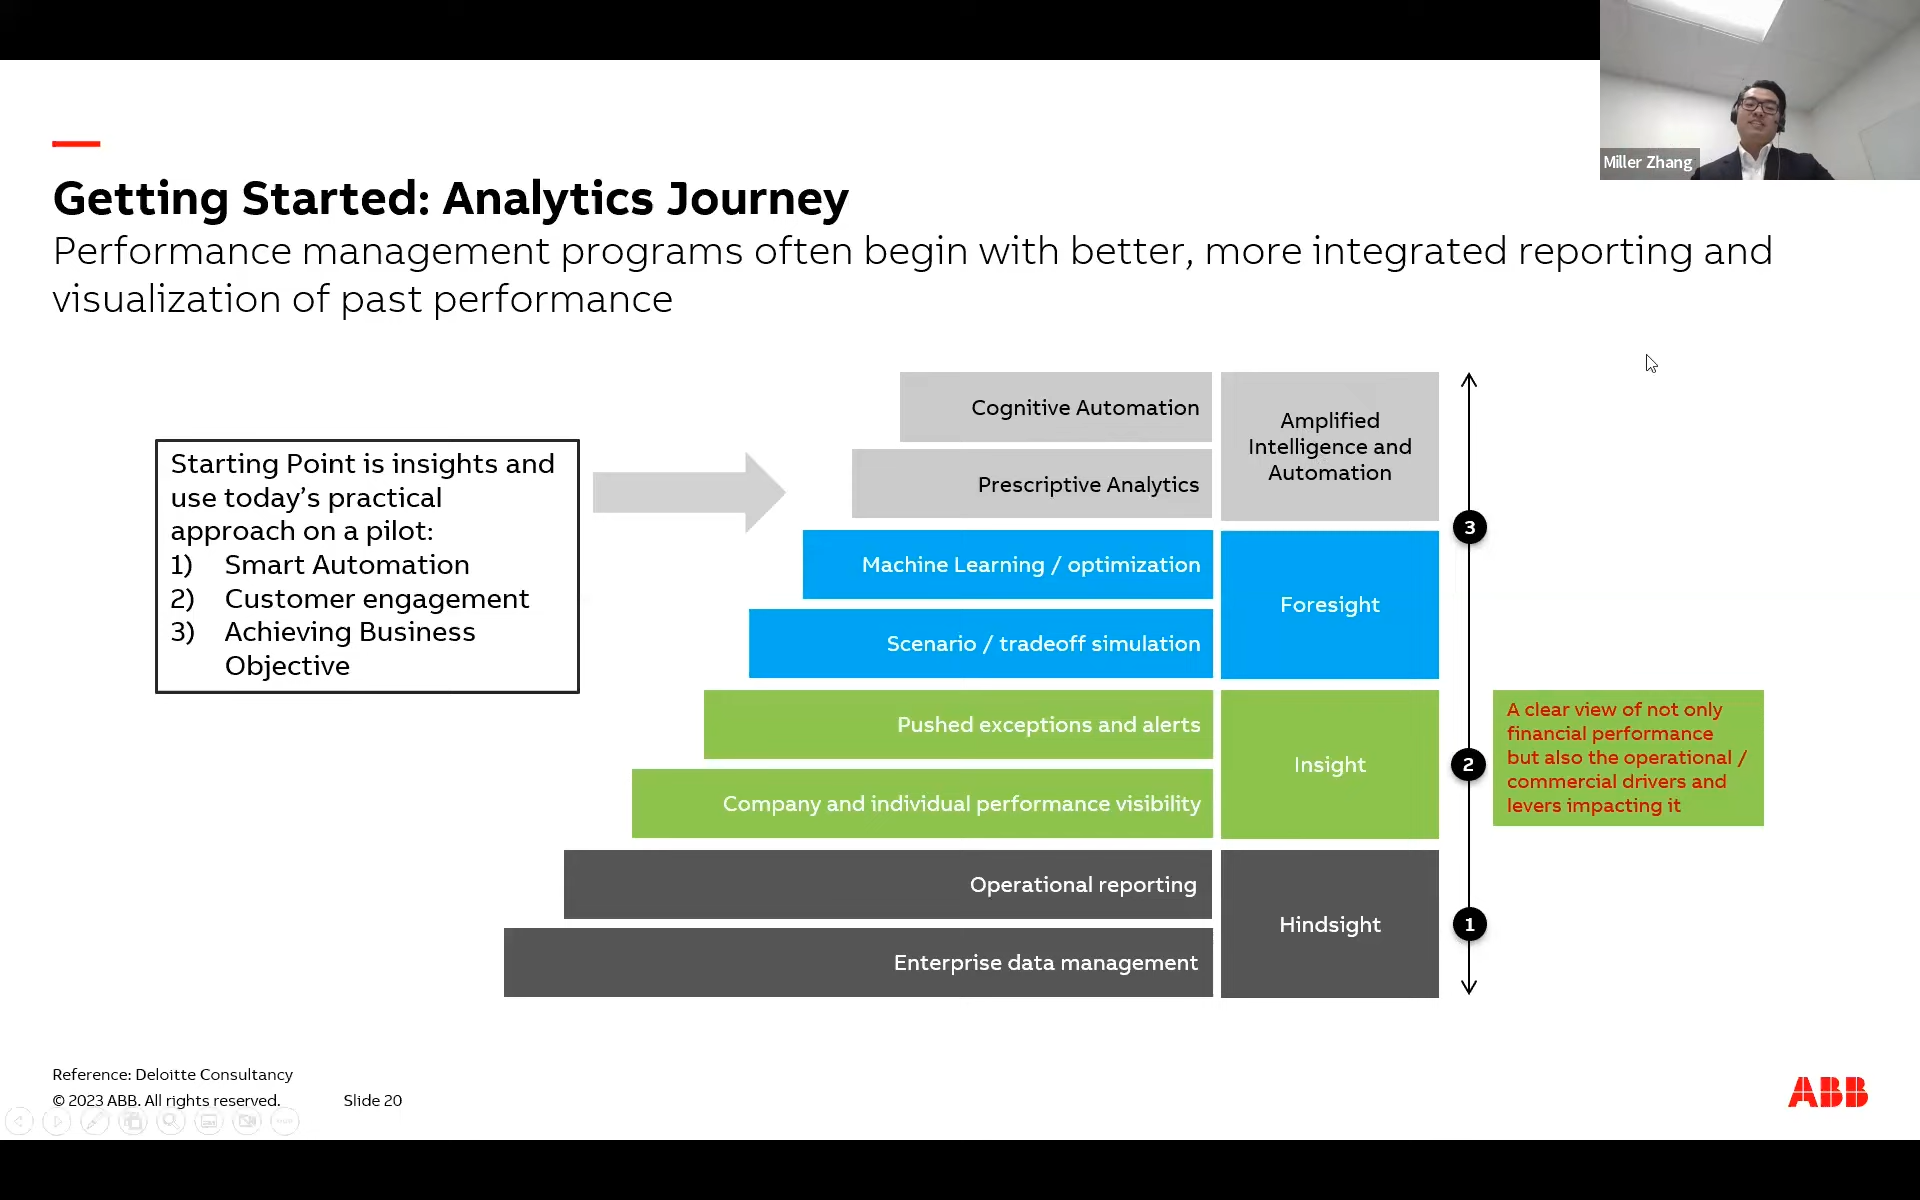 Miller Zhang
Getting Started: Analytics Journey
Performance management programs often begin with better, more integrated reporting and
visualization of past performance
Starting Point is insights and
use today’s practical
approach on a pilot:
1) Smart Automation
2) Customer engagement
3) Achieving Business
Objective
Cognitive Automation
Prescriptive Analytics
Amplified
Intelligence and
Automation
3
Machine Learning / optimization
Scenario / tradeoff simulation
Foresight
Pushed exceptions and alerts
Company and individual performance visibility
Insight
2
A clear view of not only
financial performance
but also the operational /
commercial drivers and
levers impacting it
Operational reporting
Enterprise data management
Hindsight
1
Reference: Deloitte Consultancy
© 2023 ABB. All rights reserved.
Slide 20
ABB